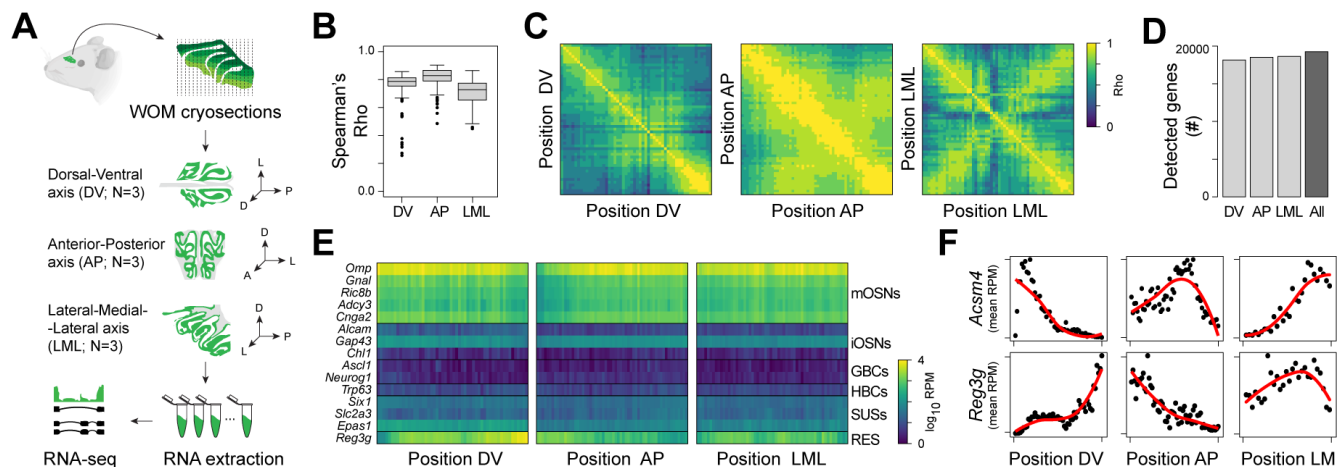 A
WOM cryosections
Dorsal-Ventral
axis (DV; N=3)
L
P
D
Anterior-Posterior
axis (AP; N=3)
D
L
A
Lateral-Medial-
-Lateral axis
(LML; N=3)
D
P
L
RNA-seq
RNA extraction
B
Spearman's
Rho
1.0
0.0
DV AP LML
C
Position DV
Position DV
Position AP
Position AP
Position LML
Position LML
1
0
Rho
D
Detected genes
(#)
20000
0
DV AP LML All
E
Omp
Gnal
Ric8b
Adcy3
Cnga2
Alcam
Gap43
Chl1
Ascl1
Neurog1
Trp63
Six1
Slc2a3
Epas1
Reg3g
mOSNs
iOSNs
GBCs
HBCs
SUSs
RES
Position DV
Position AP
Position LML
4
0
log10 RPM
F
Acsm4
(mean RPM)
Reg3g
(mean RPM)
Position DV
Position AP
Position LM